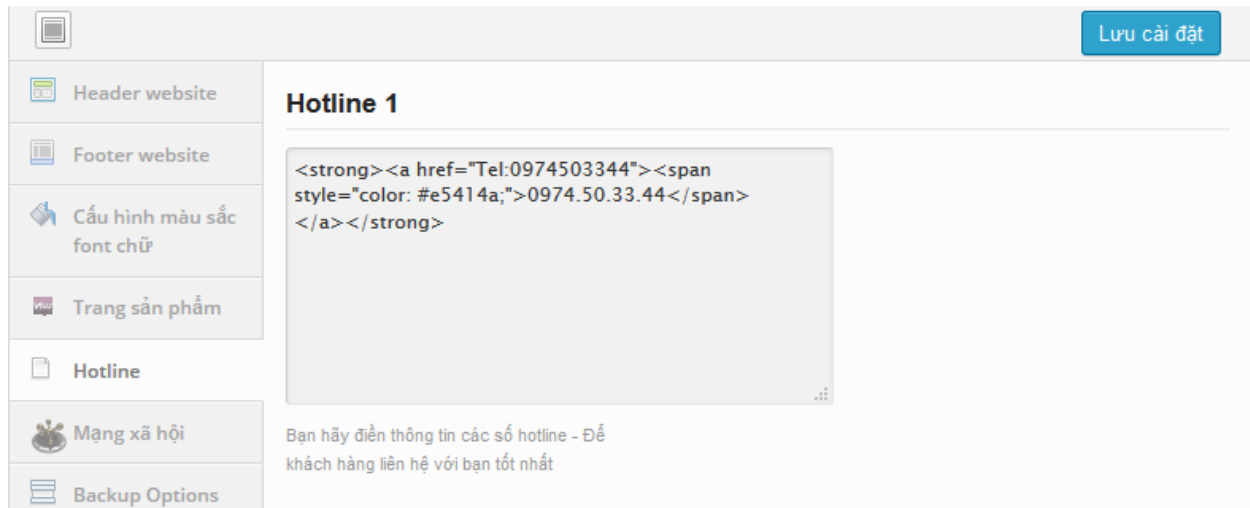 Lưu cài đặt
Header website
Footer website
Cấu hình màu sắc
font chữ
Trang sản phẩm
Hotline
Mạng xã hội
Backup Options
Hotline 1
<strong><a href="Tel:0974503344"><span
style="color: #e5414a;">0974.50.33.44</span>
</a></strong>
Bạn hãy điền thông tin các số hotline - Để
khách hàng liên hệ với bạn tốt nhất